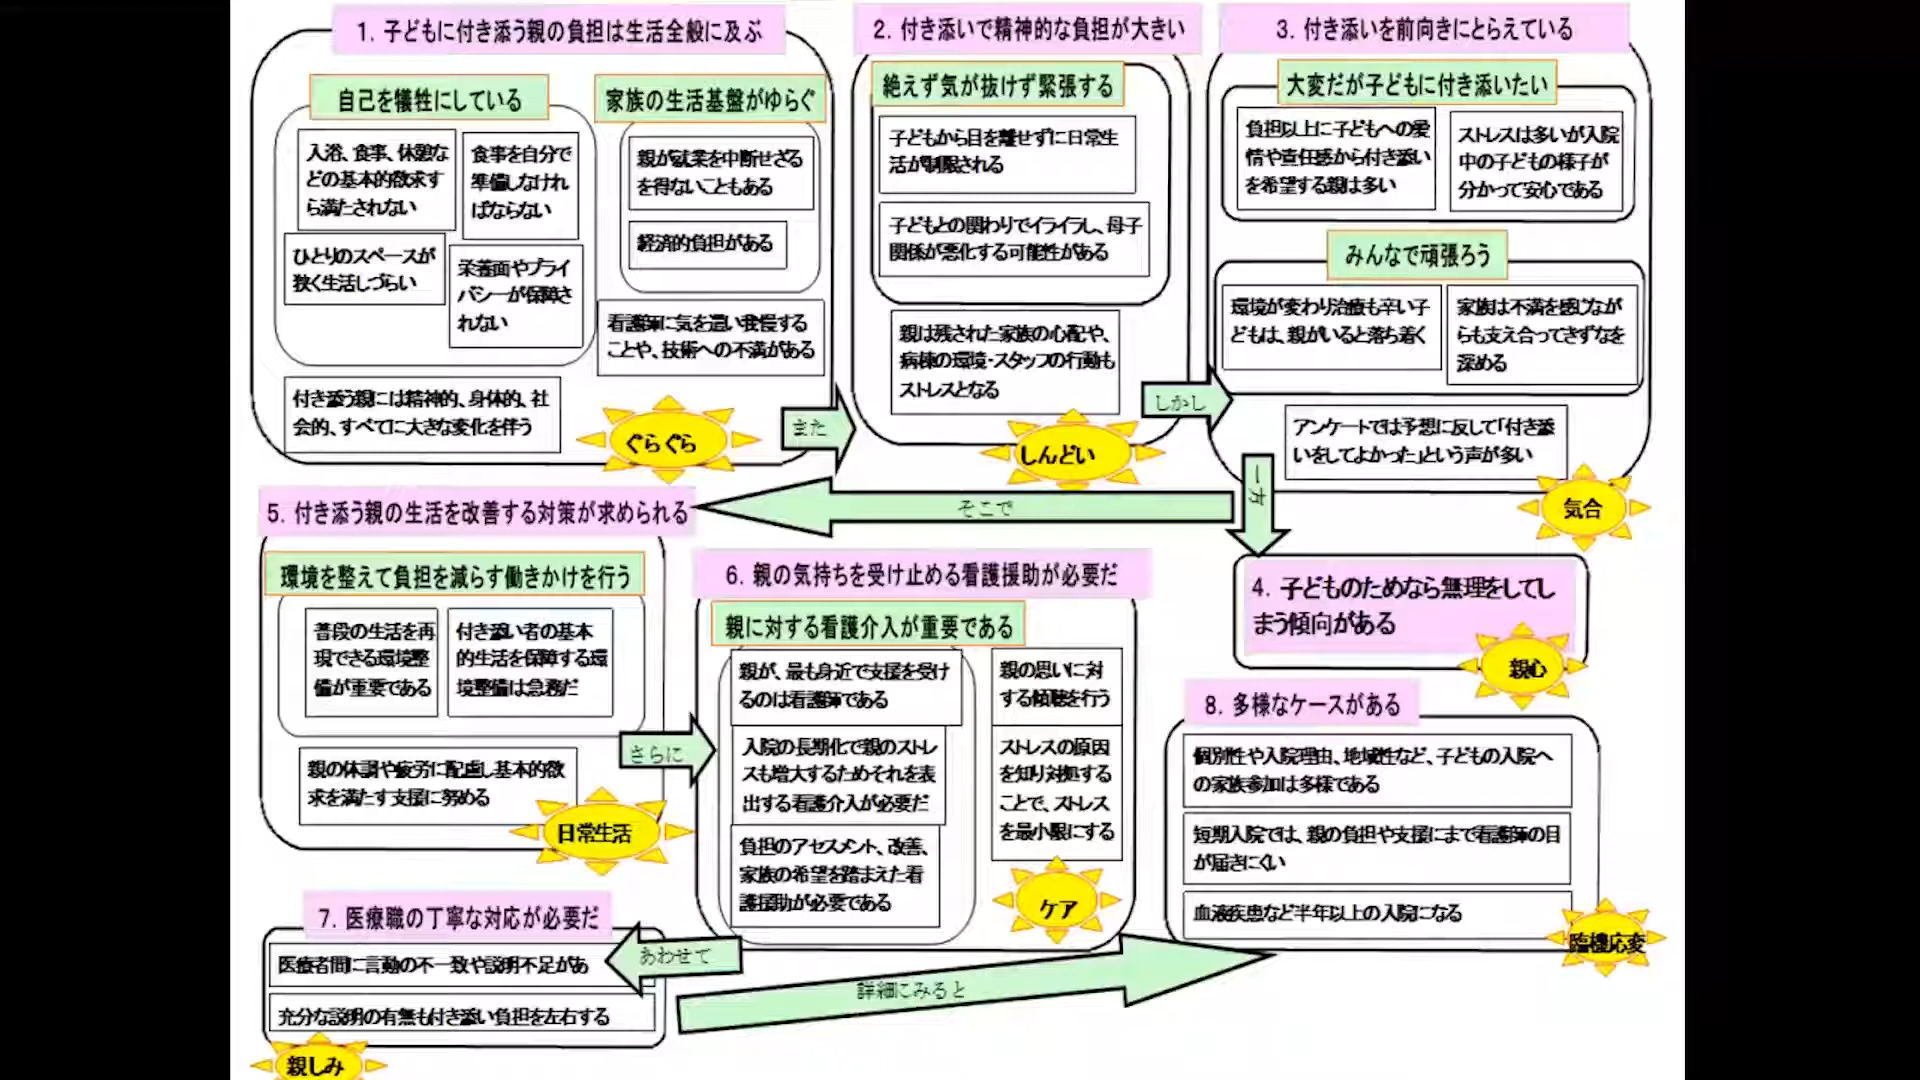 1. 子どもに付き添う親の負担は生活全般に及ぶ
自己を犠牲にしている
入浴、食事、休憩な
どの基本的欲求す
ら満たされない
食事を自分で
準備しなけれ
ばならない
ひとりのスペースが
狭く生活しづらい
栄養面やプライ
バシーが保障さ
れない
家族の生活基盤がゆらぐ
親が就業を中断せざる
を得ないこともある
経済的負担がある
看護師に気を遣い我慢する
ことや、技術への不満がある
付き添う親には精神的、身体的、社
会的、すべてに大きな変化を伴う
ぐらぐら
また
2. 付き添いで精神的な負担が大きい
絶えず気が抜けず緊張する
子どもから目を離せずに日常生
活が制限される
子どもとの関わりでイライラし、母子
関係が悪化する可能性がある
親は残された家族の心配や、
病棟の環境・スタッフの行動も
ストレスとなる
しんどい
しかし
3. 付き添いを前向きにとらえている
大変だが子どもに付き添いたい
負担以上に子どもへの愛
情や責任感から付き添い
を希望する親は多い
ストレスは多いが入院
中の子どもの様子が
分かって安心である
みんなで頑張ろう
環境が変わり治療も辛い子
どもは、親がいると落ち着く
家族は不満を感じなが
らも支え合ってきずなを
深める
アンケートでは予想に反して「付き添
いをしてよかった」という声が多い
気合
一方
そこで
4. 子どものためなら無理をしてし
まう傾向がある
親心
5. 付き添う親の生活を改善する対策が求められる
環境を整えて負担を減らす働きかけを行う
普段の生活を再
現できる環境整
備が重要である
付き添い者の基本
的生活を保障する環
境整備は急務だ
親の体調や疲労に配慮し基本的欲
求を満たす支援に努める
日常生活
さらに
6. 親の気持ちを受け止める看護援助が必要だ
親に対する看護介入が重要である
親が、最も身近で支援を受け
るのは看護師である
入院の長期化で親のストレ
スも増大するためそれを表
出する看護介入が必要だ
負担のアセスメント、改善、
家族の希望を踏まえた看
護援助が必要である
親の思いに対
する傾聴を行う
ストレスの原因
を知り対処する
ことで、ストレス
を最小限にする
ケア
あわせて
7. 医療職の丁寧な対応が必要だ
医療者間に言動の不一致や説明不足があ
充分な説明の有無も付き添い負担を左右する
親しみ
詳細にみると
8. 多様なケースがある
個別性や入院理由、地域性など、子どもの入院へ
の家族参加は多様である
短期入院では、親の負担や支援にまで看護師の目
が届きにくい
血液疾患など半年以上の入院になる
臨機応変